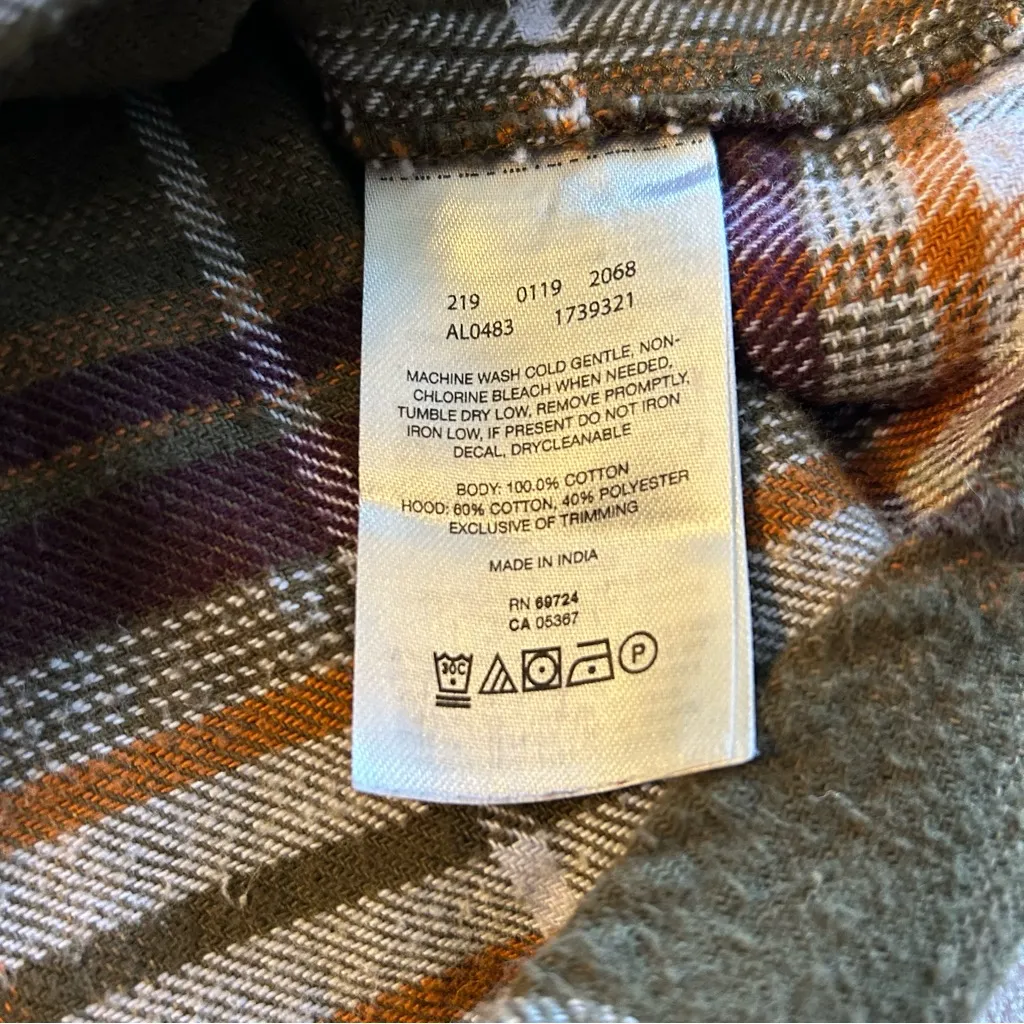 219 0119 2068
AL0483 1739321
MACHINE WASH COLD GENTLE, NON-
CHLORINE BLEACH WHEN NEEDED,
TUMBLE DRY LOW, REMOVE PROMPTLY,
IRON LOW, IF PRESENT DO NOT IRON
DECAL, DRYCLEANABLE
BODY: 100.0% COTTON
HOOD: 60% COTTON, 40% POLYESTER
EXCLUSIVE OF TRIMMING
MADE IN INDIA
RN 69724
CA 05367
30C P